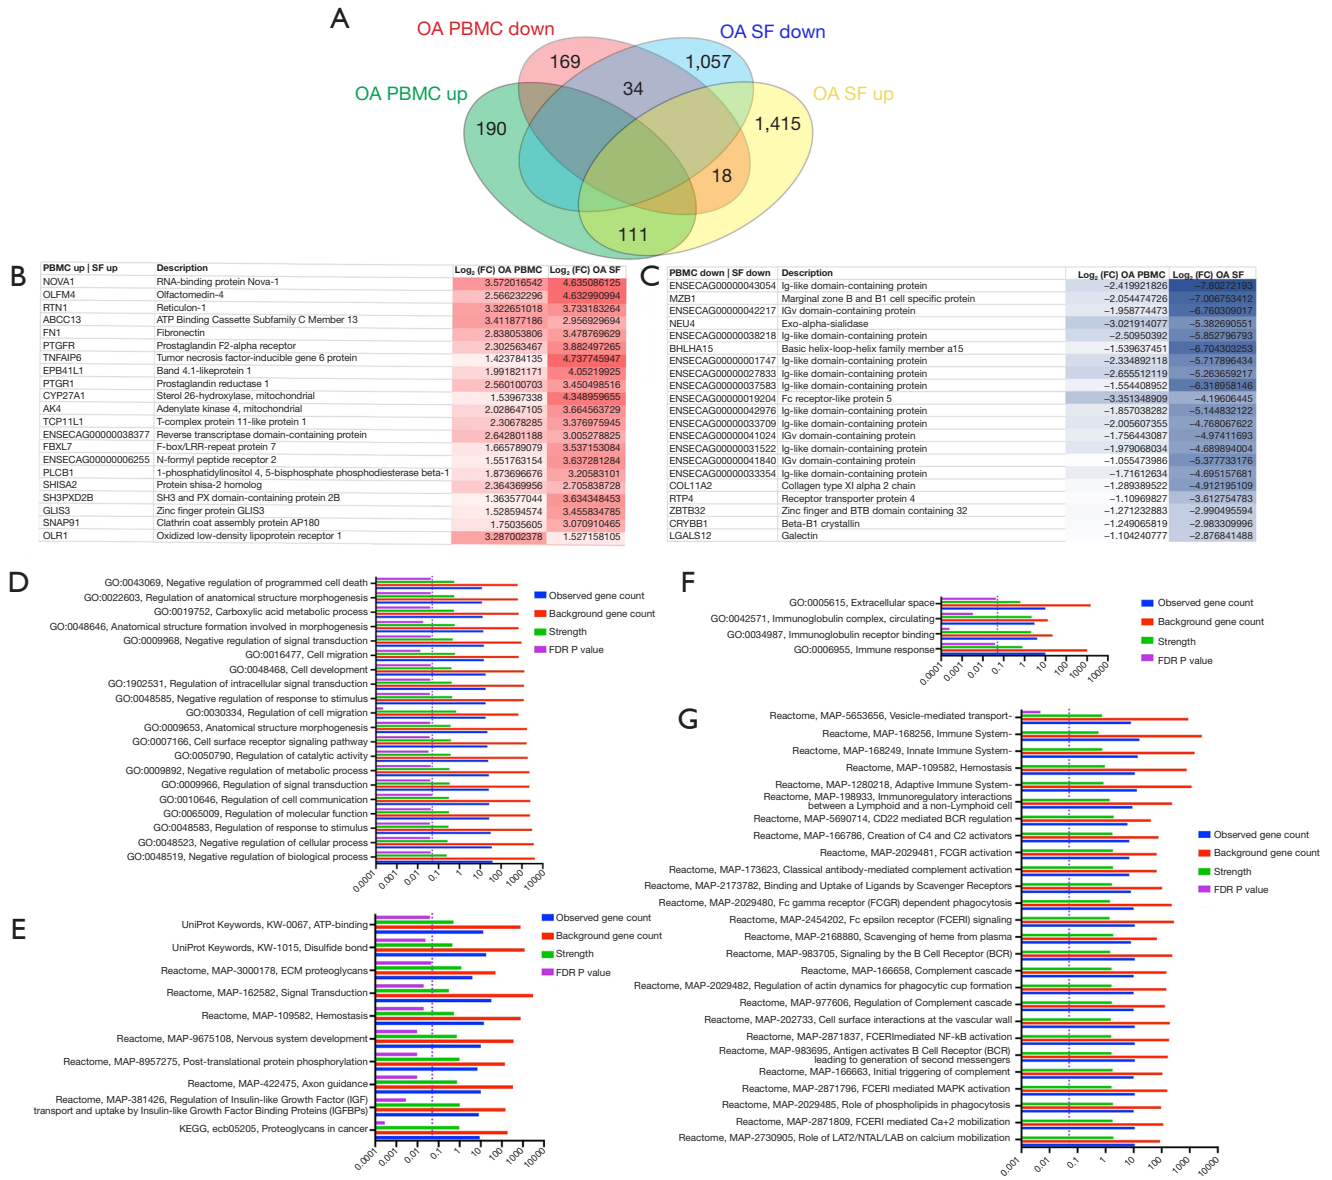 A
OA PBMC down
OA SF down
OA PBMC up
OA SF up
169
1,057
34
190
1,415
18
111
B
PBMC up | SF up Description Log₂ (FC) OA PBMC Log₂ (FC) OA SF
NOVA1 RNA-binding protein Nova-1 3.572016542 4.635086125
OLFM4 Olfactomedin-4 2.566232296 4.632990994
RTN1 Reticulon-1 3.322651018 3.733183264
ABCC13 ATP Binding Cassette Subfamily C Member 13 3.411877186 2.956929694
FN1 Fibronectin 2.838053806 3.478769629
PTGFR Prostaglandin F2-alpha receptor 2.302563467 3.882497265
TNFAIP6 Tumor necrosis factor-inducible gene 6 protein 1.423784135 4.737745947
EPB41L1 Band 4.1-likeprotein 1 1.991821171 4.05219925
PTGR1 Prostaglandin reductase 1 2.560100703 3.450498516
CYP27A1 Sterol 26-hydroxylase, mitochondrial 1.53967338 4.348959655
AK4 Adenylate kinase 4, mitochondrial 2.028647105 3.664563729
TCP11L1 T-complex protein 11-like protein 1 2.30678285 3.376975945
ENSECAG00000038377 Reverse transcriptase domain-containing protein 2.642801188 3.005278825
FBXL7 F-box/LRR-repeat protein 7 1.665789079 3.537153084
ENSECAG00000006255 N-formyl peptide receptor 2 1.551763154 3.637281284
PLCB1 1-phosphatidylinositol 4, 5-bisphosphate phosphodiesterase beta-1 1.873696676 3.20583101
SHISA2 Protein shisa-2 homolog 2.364369956 2.705838728
SH3PXD2B SH3 and PX domain-containing protein 2B 1.363577044 3.634348453
GLIS3 Zinc finger protein GLIS3 1.528594574 3.455834785
SNAP91 Clathrin coat assembly protein AP180 1.75035605 3.070910465
OLR1 Oxidized low-density lipoprotein receptor 1 3.287002378 1.527158105
C
PBMC down | SF down Description Log₂ (FC) OA PBMC Log₂ (FC) OA SF
ENSECAG00000043054 Ig-like domain-containing protein −2.419921826 −7.80272193
MZB1 Marginal zone B and B1 cell specific protein −2.054474726 −7.006753412
ENSECAG00000042217 IGv domain-containing protein −1.958774473 −6.760309017
NEU4 Exo-alpha-sialidase −3.021914077 −5.382690551
ENSECAG00000038218 Ig-like domain-containing protein −2.50950392 −5.852796793
BHLHA15 Basic helix-loop-helix family member a15 −1.539637451 −6.704303253
ENSECAG00000001747 Ig-like domain-containing protein −2.334892118 −5.717896434
ENSECAG00000027833 Ig-like domain-containing protein −2.655512119 −5.263659217
ENSECAG00000037583 Ig-like domain-containing protein −1.554408952 −6.318958146
ENSECAG00000019204 Fc receptor-like protein 5 −3.351348909 −4.19606445
ENSECAG00000042976 Ig-like domain-containing protein −1.857038282 −5.144832122
ENSECAG00000033709 Ig-like domain-containing protein −2.005607355 −4.768067622
ENSECAG00000041024 IGv domain-containing protein −1.756443087 −4.97411693
ENSECAG00000031522 Ig-like domain-containing protein −1.979068034 −4.689894004
ENSECAG00000041840 IGv domain-containing protein −1.055473986 −5.377733176
ENSECAG00000033354 Ig-like domain-containing protein −1.71612634 −4.695157681
COL11A2 Collagen type XI alpha 2 chain −1.289389522 −4.912195109
RTP4 Receptor transporter protein 4 −1.10969827 −3.612754783
ZBTB32 Zinc finger and BTB domain containing 32 −1.271232883 −2.990495594
CRYBB1 Beta-B1 crystallin −1.249065819 −2.983309996
LGALS12 Galectin −1.104240777 −2.876841488
D
GO:0043069, Negative regulation of programmed cell death
GO:0022603, Regulation of anatomical structure morphogenesis
GO:0019752, Carboxylic acid metabolic process
GO:0048646, Anatomical structure formation involved in morphogenesis
GO:0009968, Negative regulation of signal transduction
GO:0016477, Cell migration
GO:0048468, Cell development
GO:1902531, Regulation of intracellular signal transduction
GO:0048585, Negative regulation of response to stimulus
GO:0030334, Regulation of cell migration
GO:0009653, Anatomical structure morphogenesis
GO:0007166, Cell surface receptor signaling pathway
GO:0050790, Regulation of catalytic activity
GO:0009892, Negative regulation of metabolic process
GO:0009966, Regulation of signal transduction
GO:0010646, Regulation of cell communication
GO:0065009, Regulation of molecular function
GO:0048583, Regulation of response to stimulus
GO:0048523, Negative regulation of cellular process
GO:0048519, Negative regulation of biological process
0.0001 0.001 0.01 0.1 1 10 100 1000 10000
Observed gene count
Background gene count
Strength
FDR P value
E
UniProt Keywords, KW-0067, ATP-binding
UniProt Keywords, KW-1015, Disulfide bond
Reactome, MAP-3000178, ECM proteoglycans
Reactome, MAP-162582, Signal Transduction
Reactome, MAP-109582, Hemostasis
Reactome, MAP-9675108, Nervous system development
Reactome, MAP-8957275, Post-translational protein phosphorylation
Reactome, MAP-422475, Axon guidance
Reactome, MAP-381426, Regulation of Insulin-like Growth Factor (IGF)
transport and uptake by Insulin-like Growth Factor Binding Proteins (IGFBPs)
KEGG, ecb05205, Proteoglycans in cancer
0.0001 0.001 0.01 0.1 1 10 100 1000 10000
Observed gene count
Background gene count
Strength
FDR P value
F
GO:0005615, Extracellular space
GO:0042571, Immunoglobulin complex, circulating
GO:0034987, Immunoglobulin receptor binding
GO:0006955, Immune response
0.0001 0.001 0.01 0.1 1 10 100 1000 10000
Observed gene count
Background gene count
Strength
FDR P value
G
Reactome, MAP-5653656, Vesicle-mediated transport-
Reactome, MAP-168256, Immune System-
Reactome, MAP-168249, Innate Immune System-
Reactome, MAP-109582, Hemostasis
Reactome, MAP-1280218, Adaptive Immune System-
Reactome, MAP-198933, Immunoregulatory interactions
between a Lymphoid and a non-Lymphoid cell
Reactome, MAP-5690714, CD22 mediated BCR regulation
Reactome, MAP-166786, Creation of C4 and C2 activators
Reactome, MAP-2029481, FCGR activation
Reactome, MAP-173623, Classical antibody-mediated complement activation
Reactome, MAP-2173782, Binding and Uptake of Ligands by Scavenger Receptors
Reactome, MAP-2029480, Fc gamma receptor (FCGR) dependent phagocytosis
Reactome, MAP-2454202, Fc epsilon receptor (FCERI) signaling
Reactome, MAP-2168880, Scavenging of heme from plasma
Reactome, MAP-983705, Signaling by the B Cell Receptor (BCR)
Reactome, MAP-166658, Complement cascade
Reactome, MAP-2029482, Regulation of actin dynamics for phagocytic cup formation
Reactome, MAP-977606, Regulation of Complement cascade
Reactome, MAP-202733, Cell surface interactions at the vascular wall
Reactome, MAP-2871837, FCERImediated NF-kB activation
Reactome, MAP-983695, Antigen activates B Cell Receptor (BCR)
leading to generation of second messengers
Reactome, MAP-166663, Initial triggering of complement
Reactome, MAP-2871796, FCERI mediated MAPK activation
Reactome, MAP-2029485, Role of phospholipids in phagocytosis
Reactome, MAP-2871809, FCERI mediated Ca+2 mobilization
Reactome, MAP-2730905, Role of LAT2/NTAL/LAB on calcium mobilization
0.001 0.01 0.1 1 10 100 1000 10000
Observed gene count
Background gene count
Strength
FDR P value